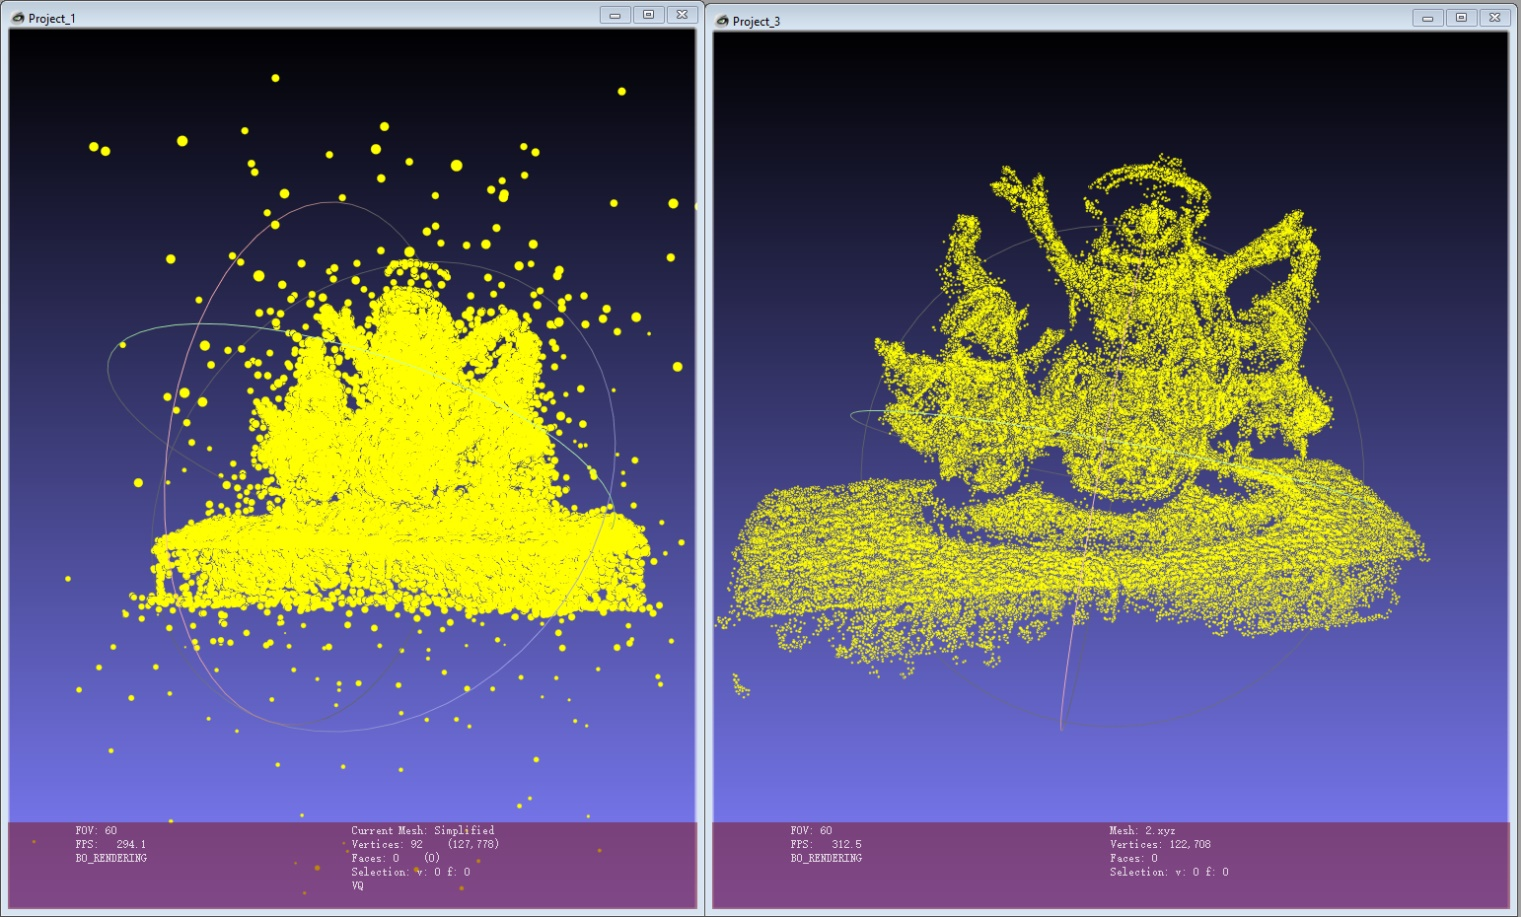 Project_1
FOV: 60
FPS: 294.1
BO_RENDERING
Current Mesh: Simplified
Vertices: 92 (127,778)
Faces: 0 (0)
Selection: v: 0 f: 0
VQ
Project_3
FOV: 60
FPS: 312.5
BO_RENDERING
Mesh: 2.xyz
Vertices: 122,708
Faces: 0
Selection: v: 0 f: 0